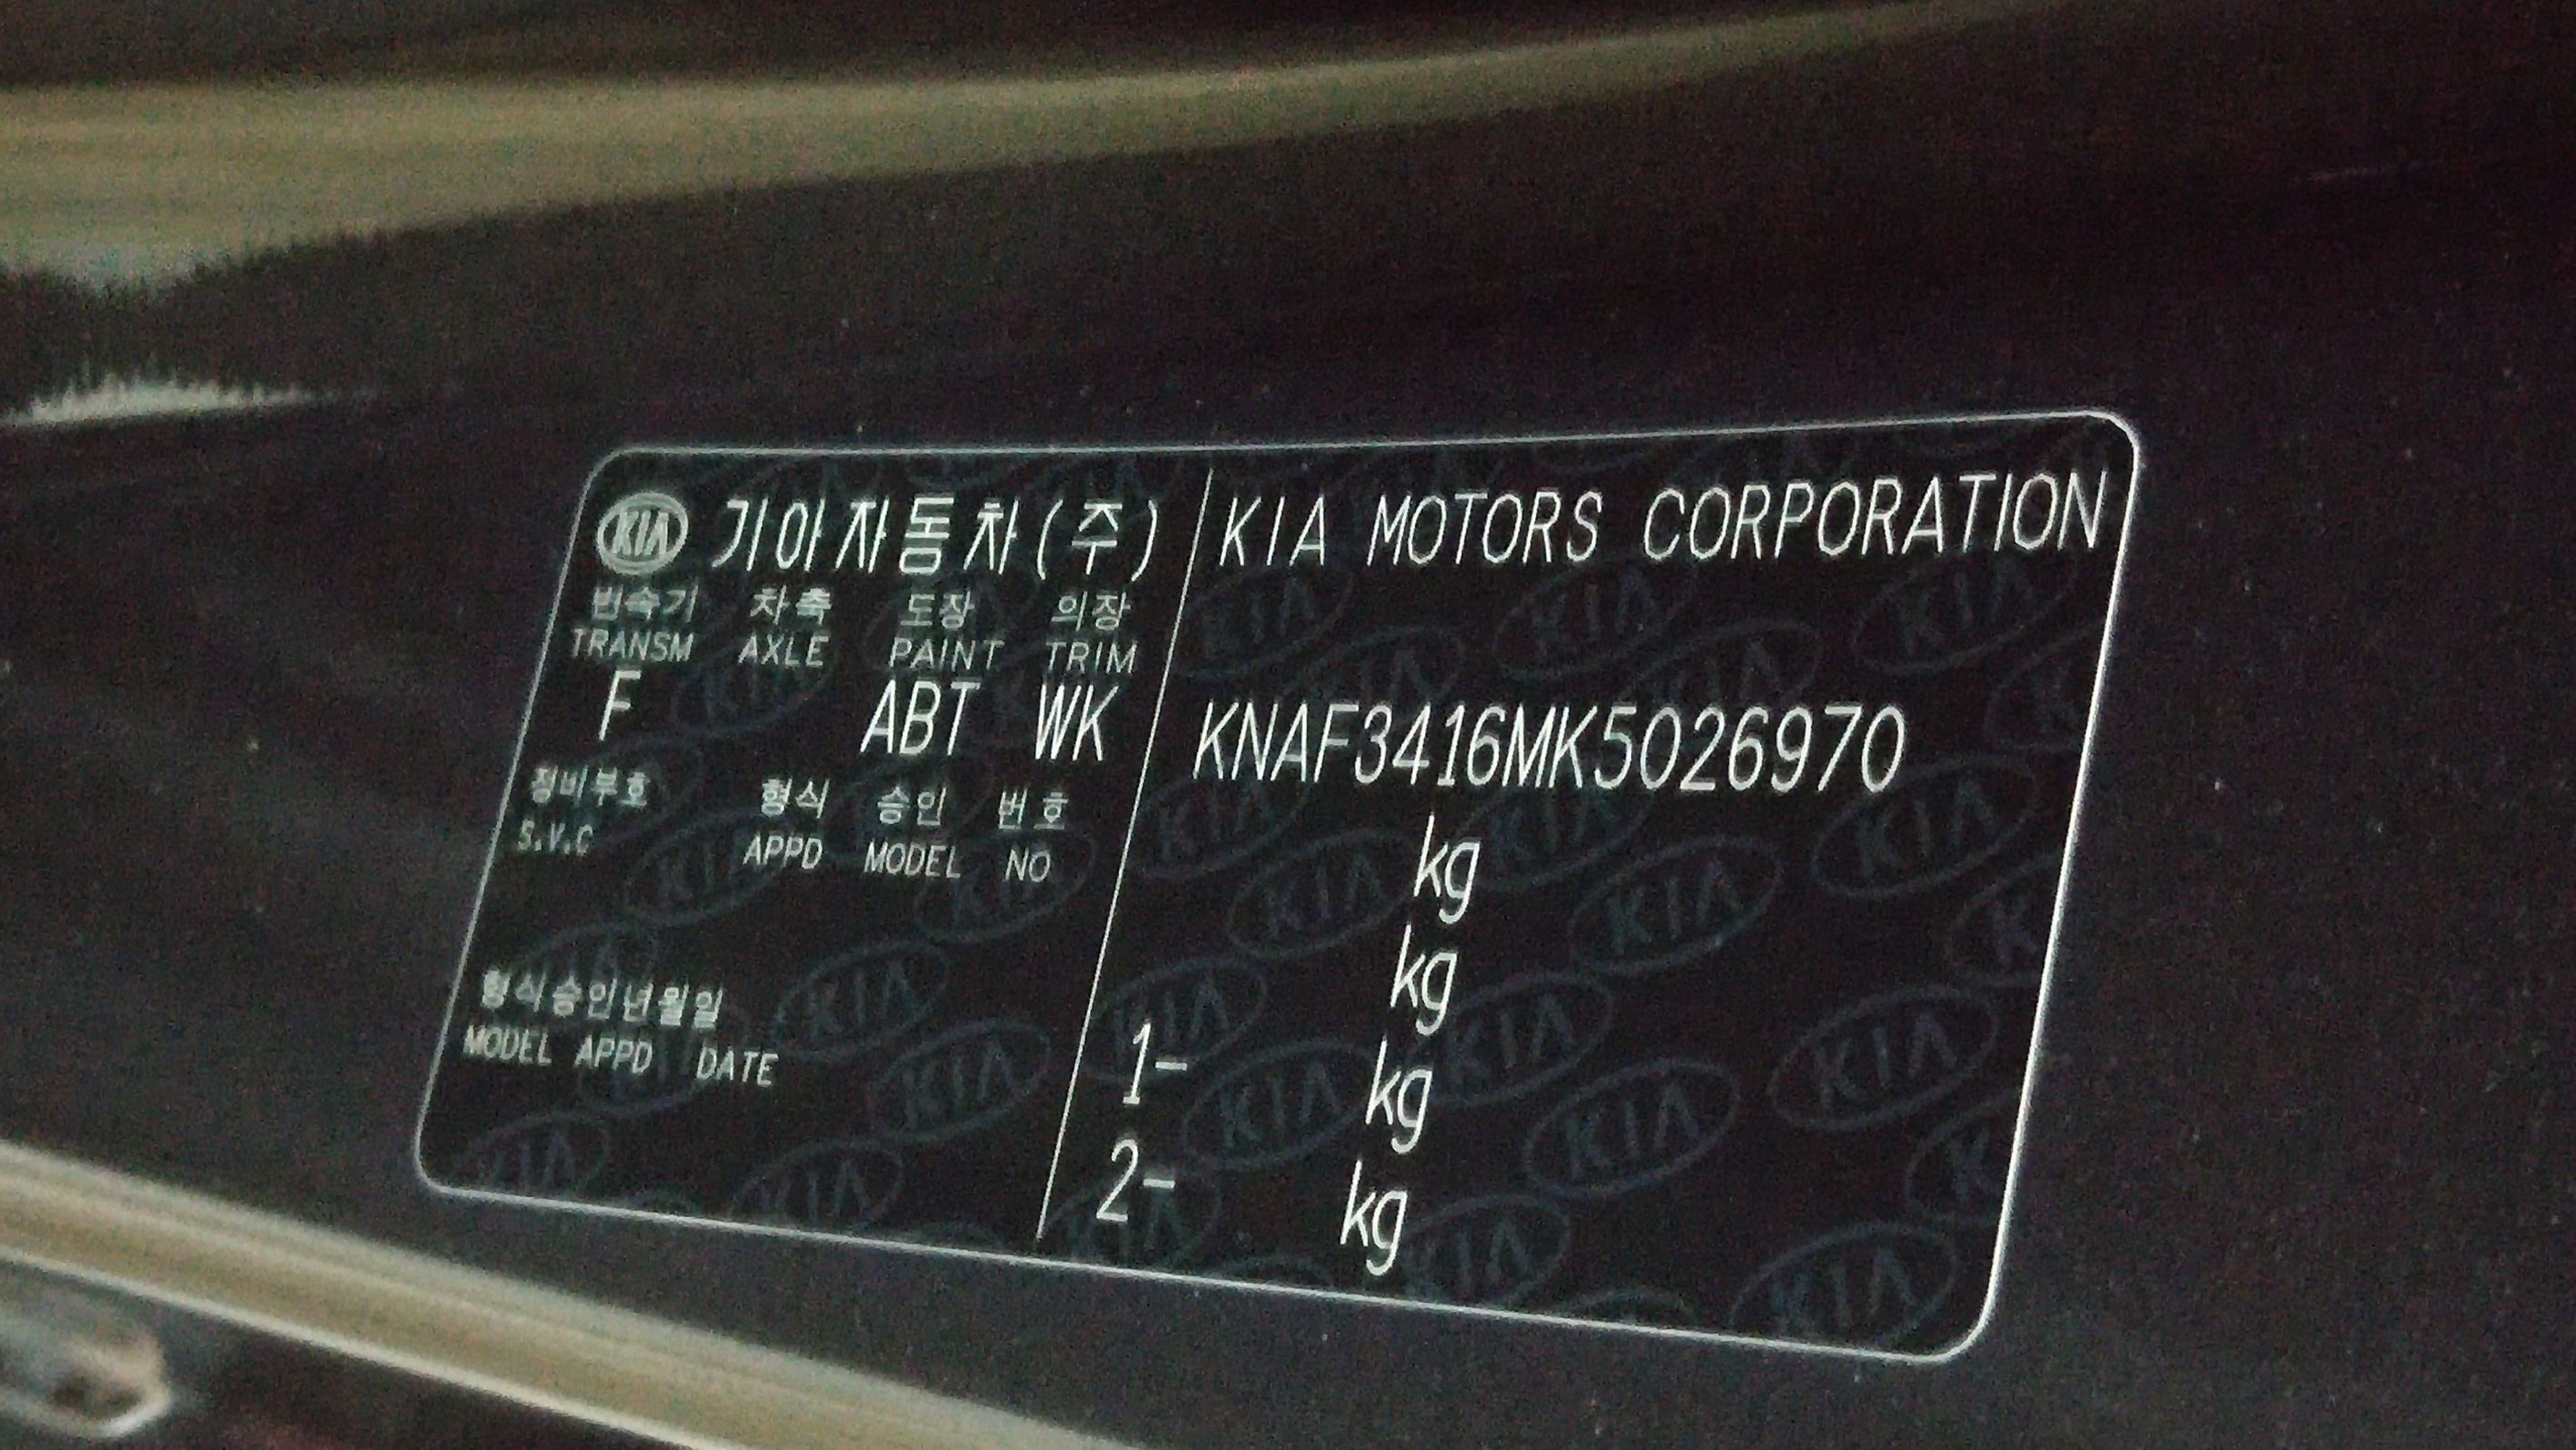 KIA 기아자동차(주) KIA MOTORS CORPORATION
변속기 차축 도장 의장
TRANSM AXLE PAINT TRIM
F ABT WK KNAF3416MK5026970
정비부호 형식 승인 번호
S.V.C APPD MODEL NO
kg
kg
형식승인년월일
MODEL APPD DATE
1- kg
2- kg